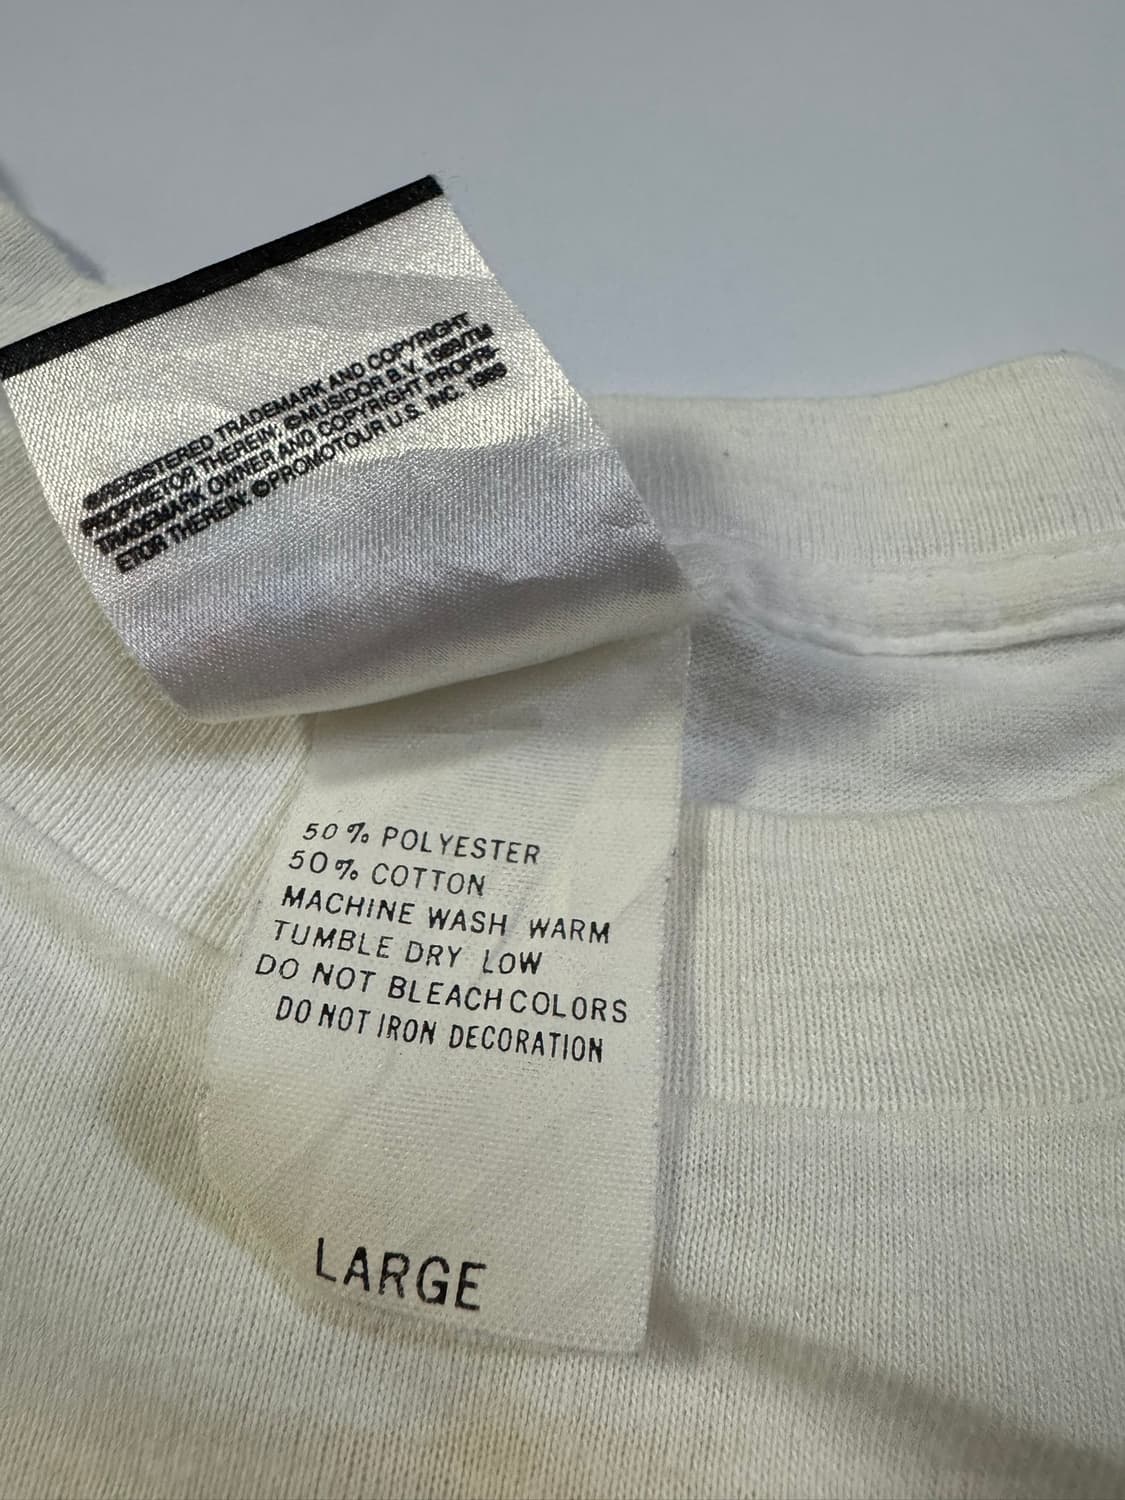 ®REGISTERED TRADEMARK AND COPYRIGHT
PROPRIETOR THEREIN: ©MUSIDOR B.V. 1989/TM
TRADEMARK OWNER AND COPYRIGHT PROPRI-
ETOR THEREIN: ©PROMOTOUR U.S. INC. 1989
50% POLYESTER
50% COTTON
MACHINE WASH WARM
TUMBLE DRY LOW
DO NOT BLEACH COLORS
DO NOT IRON DECORATION
LARGE